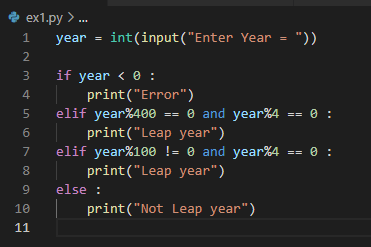 ex1.py > ...
1 year = int(input("Enter Year = "))
2
3 if year < 0 :
4     print("Error")
5 elif year%400 == 0 and year%4 == 0 :
6     print("Leap year")
7 elif year%100 != 0 and year%4 == 0 :
8     print("Leap year")
9 else :
10     print("Not Leap year")
11